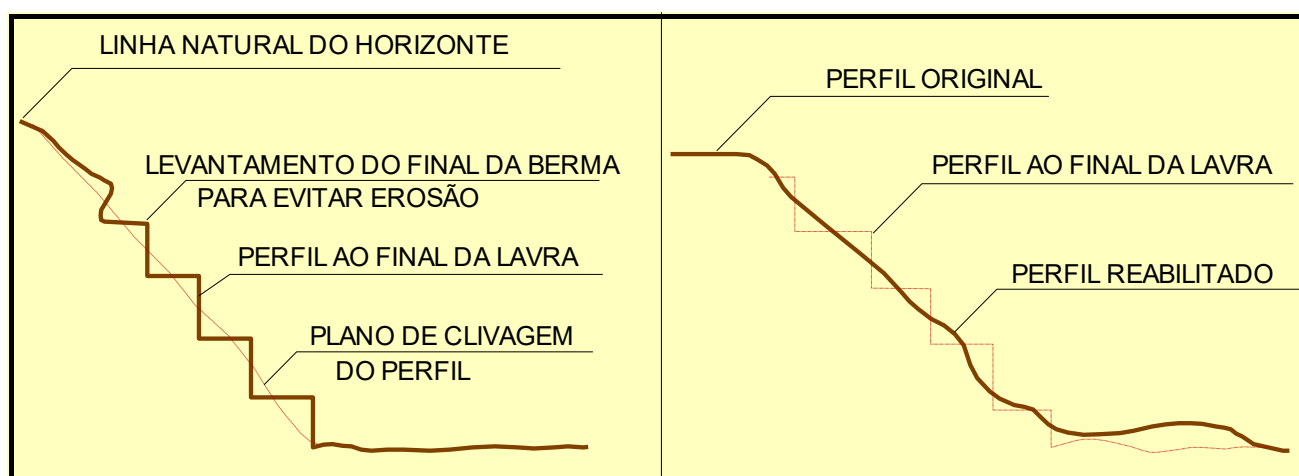 LINHA NATURAL DO HORIZONTE
LEVANTAMENTO DO FINAL DA BERMA
PARA EVITAR EROSÃO
PERFIL AO FINAL DA LAVRA
PLANO DE CLIVAGEM
DO PERFIL
PERFIL ORIGINAL
PERFIL AO FINAL DA LAVRA
PERFIL REABILITADO